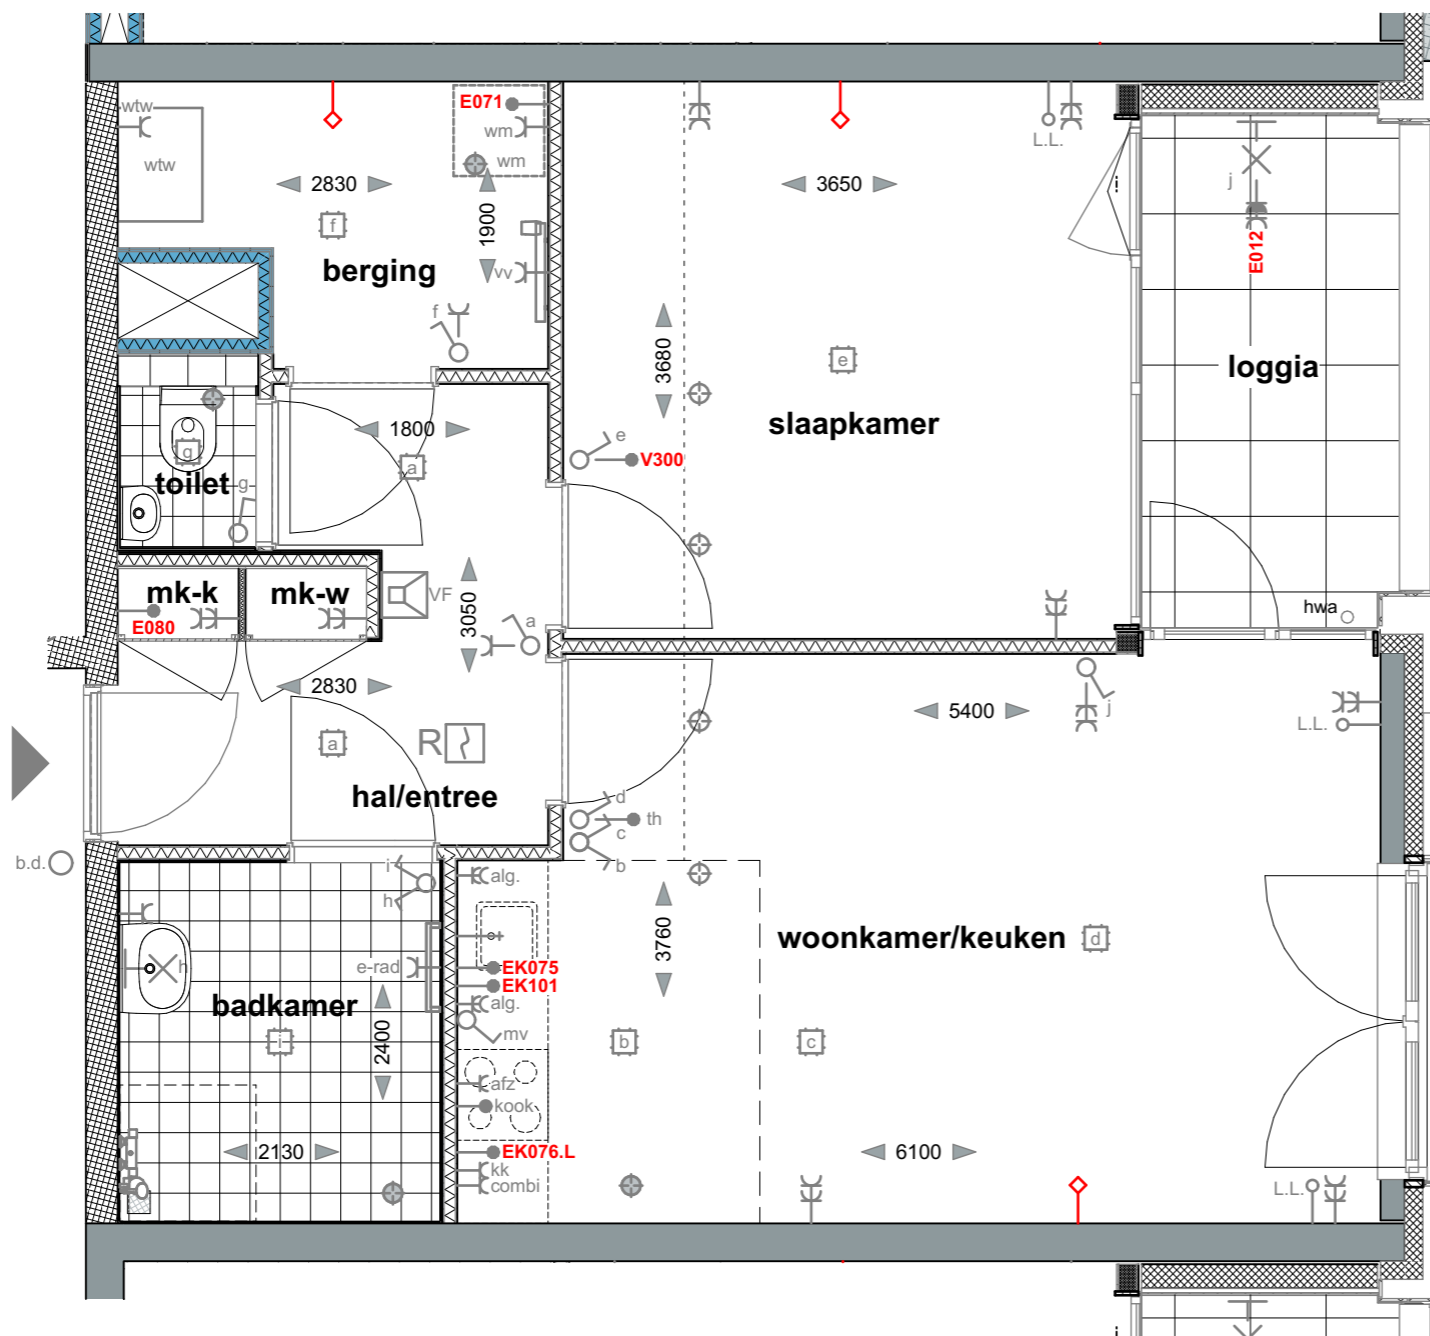 wtw
wtw
E071
wm
wm
2830
1900
f
berging
vv
f
L.L.
3650
i
j
E012
3680
e
loggia
slaapkamer
1800
a
e
V300
g
toilet
g
mk-k
mk-w
VF
E080
3050
a
hwa
2830
a
R
hal/entree
5400
j
L.L.
d
th
c
b
b.d.
i
h
alg.
3760
woonkamer/keuken
d
h
e-rad
EK075
EK101
badkamer
alg.
mv
i
2400
b
c
afz
kook
2130
EK076.L
kk
combi
6100
L.L.
i